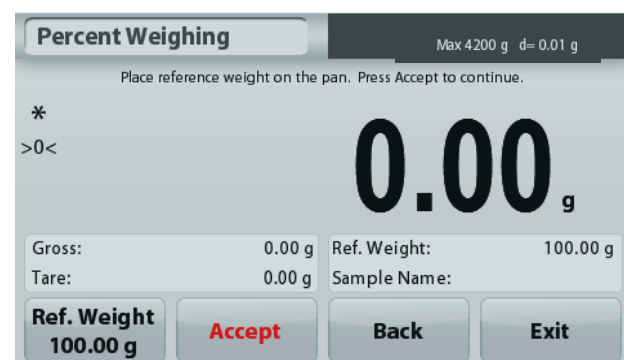 Percent Weighing
Max 4200 g d= 0.01 g
Place reference weight on the pan. Press Accept to continue.
*
>0<
0.00 g
Gross: 0.00 g Ref. Weight: 100.00 g
Tare: 0.00 g Sample Name:
Ref. Weight
100.00 g
Accept
Back
Exit